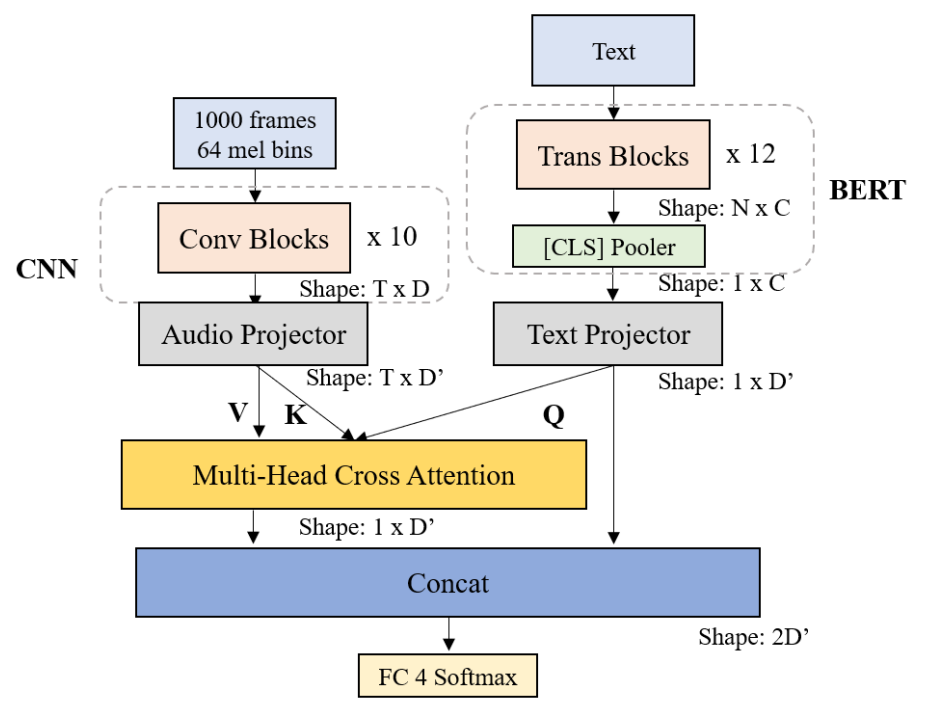 Text
1000 frames
64 mel bins
Trans Blocks
x 12
BERT
Shape: N x C
Conv Blocks
x 10
CNN
[CLS] Pooler
Shape: T x D
Shape: 1 x C
Audio Projector
Text Projector
Shape: T x D’
Shape: 1 x D’
V
K
Q
Multi-Head Cross Attention
Shape: 1 x D’
Concat
Shape: 2D’
FC 4 Softmax